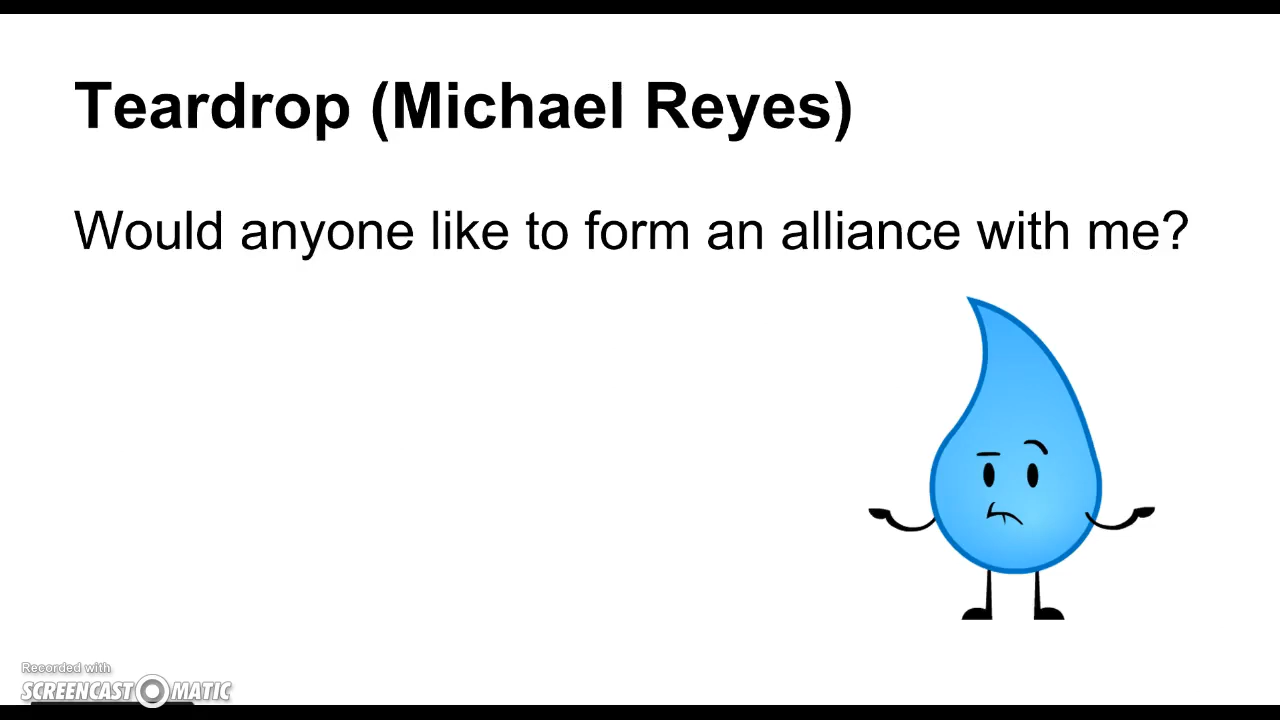 Teardrop (Michael Reyes)
Would anyone like to form an alliance with me?
Recorded with
SCREENCAST MATIC